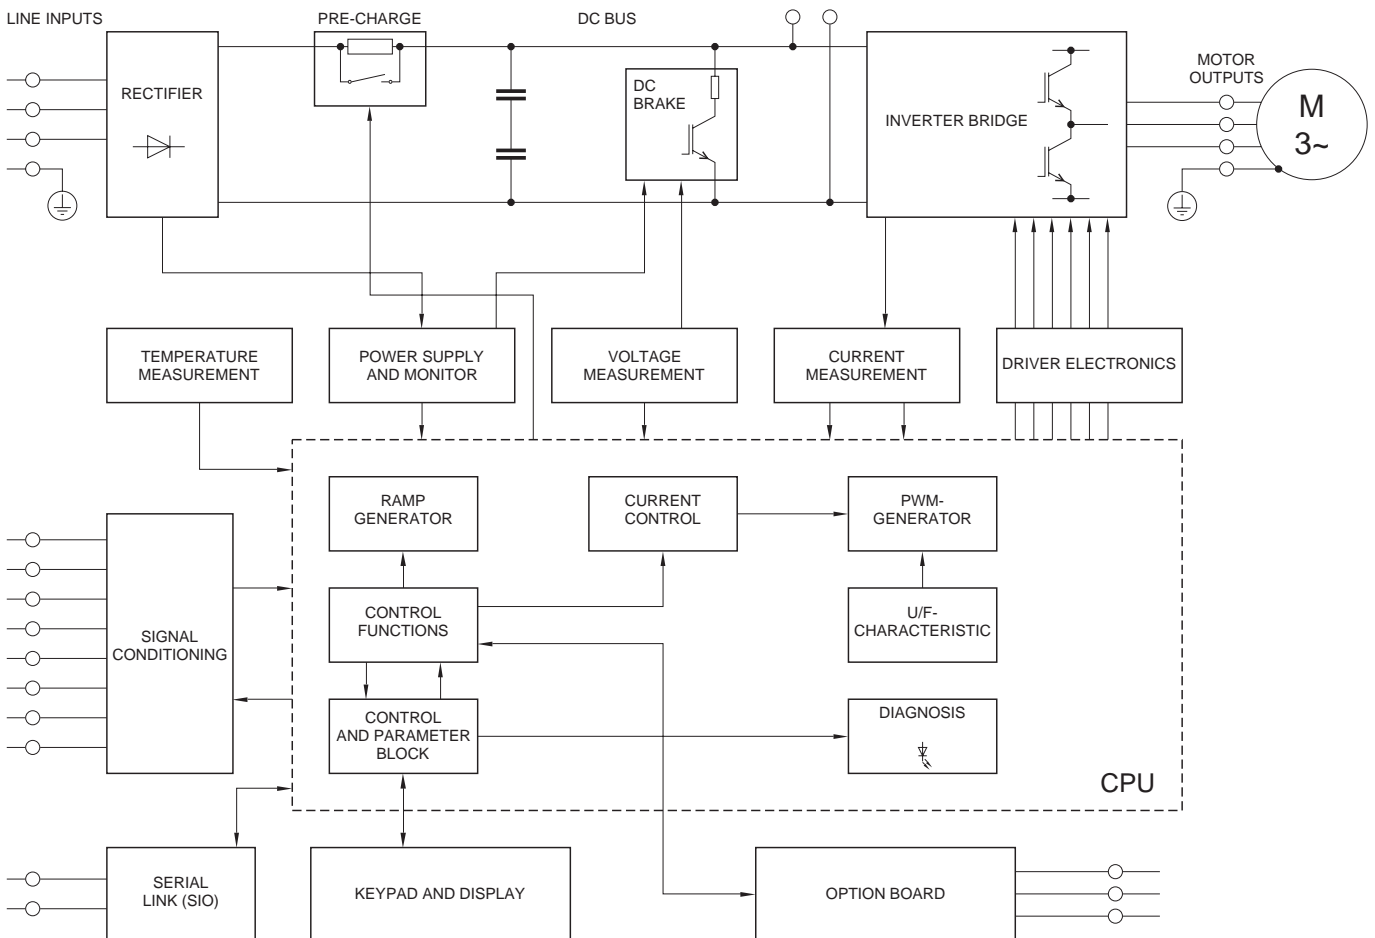 LINE INPUTS
PRE-CHARGE
DC BUS
RECTIFIER
DC
BRAKE
INVERTER BRIDGE
MOTOR
OUTPUTS
M
3~
TEMPERATURE
MEASUREMENT
POWER SUPPLY
AND MONITOR
VOLTAGE
MEASUREMENT
CURRENT
MEASUREMENT
DRIVER ELECTRONICS
RAMP
GENERATOR
CURRENT
CONTROL
PWM-
GENERATOR
SIGNAL
CONDITIONING
CONTROL
FUNCTIONS
U/F-
CHARACTERISTIC
CONTROL
AND PARAMETER
BLOCK
DIAGNOSIS
CPU
SERIAL
LINK (SIO)
KEYPAD AND DISPLAY
OPTION BOARD